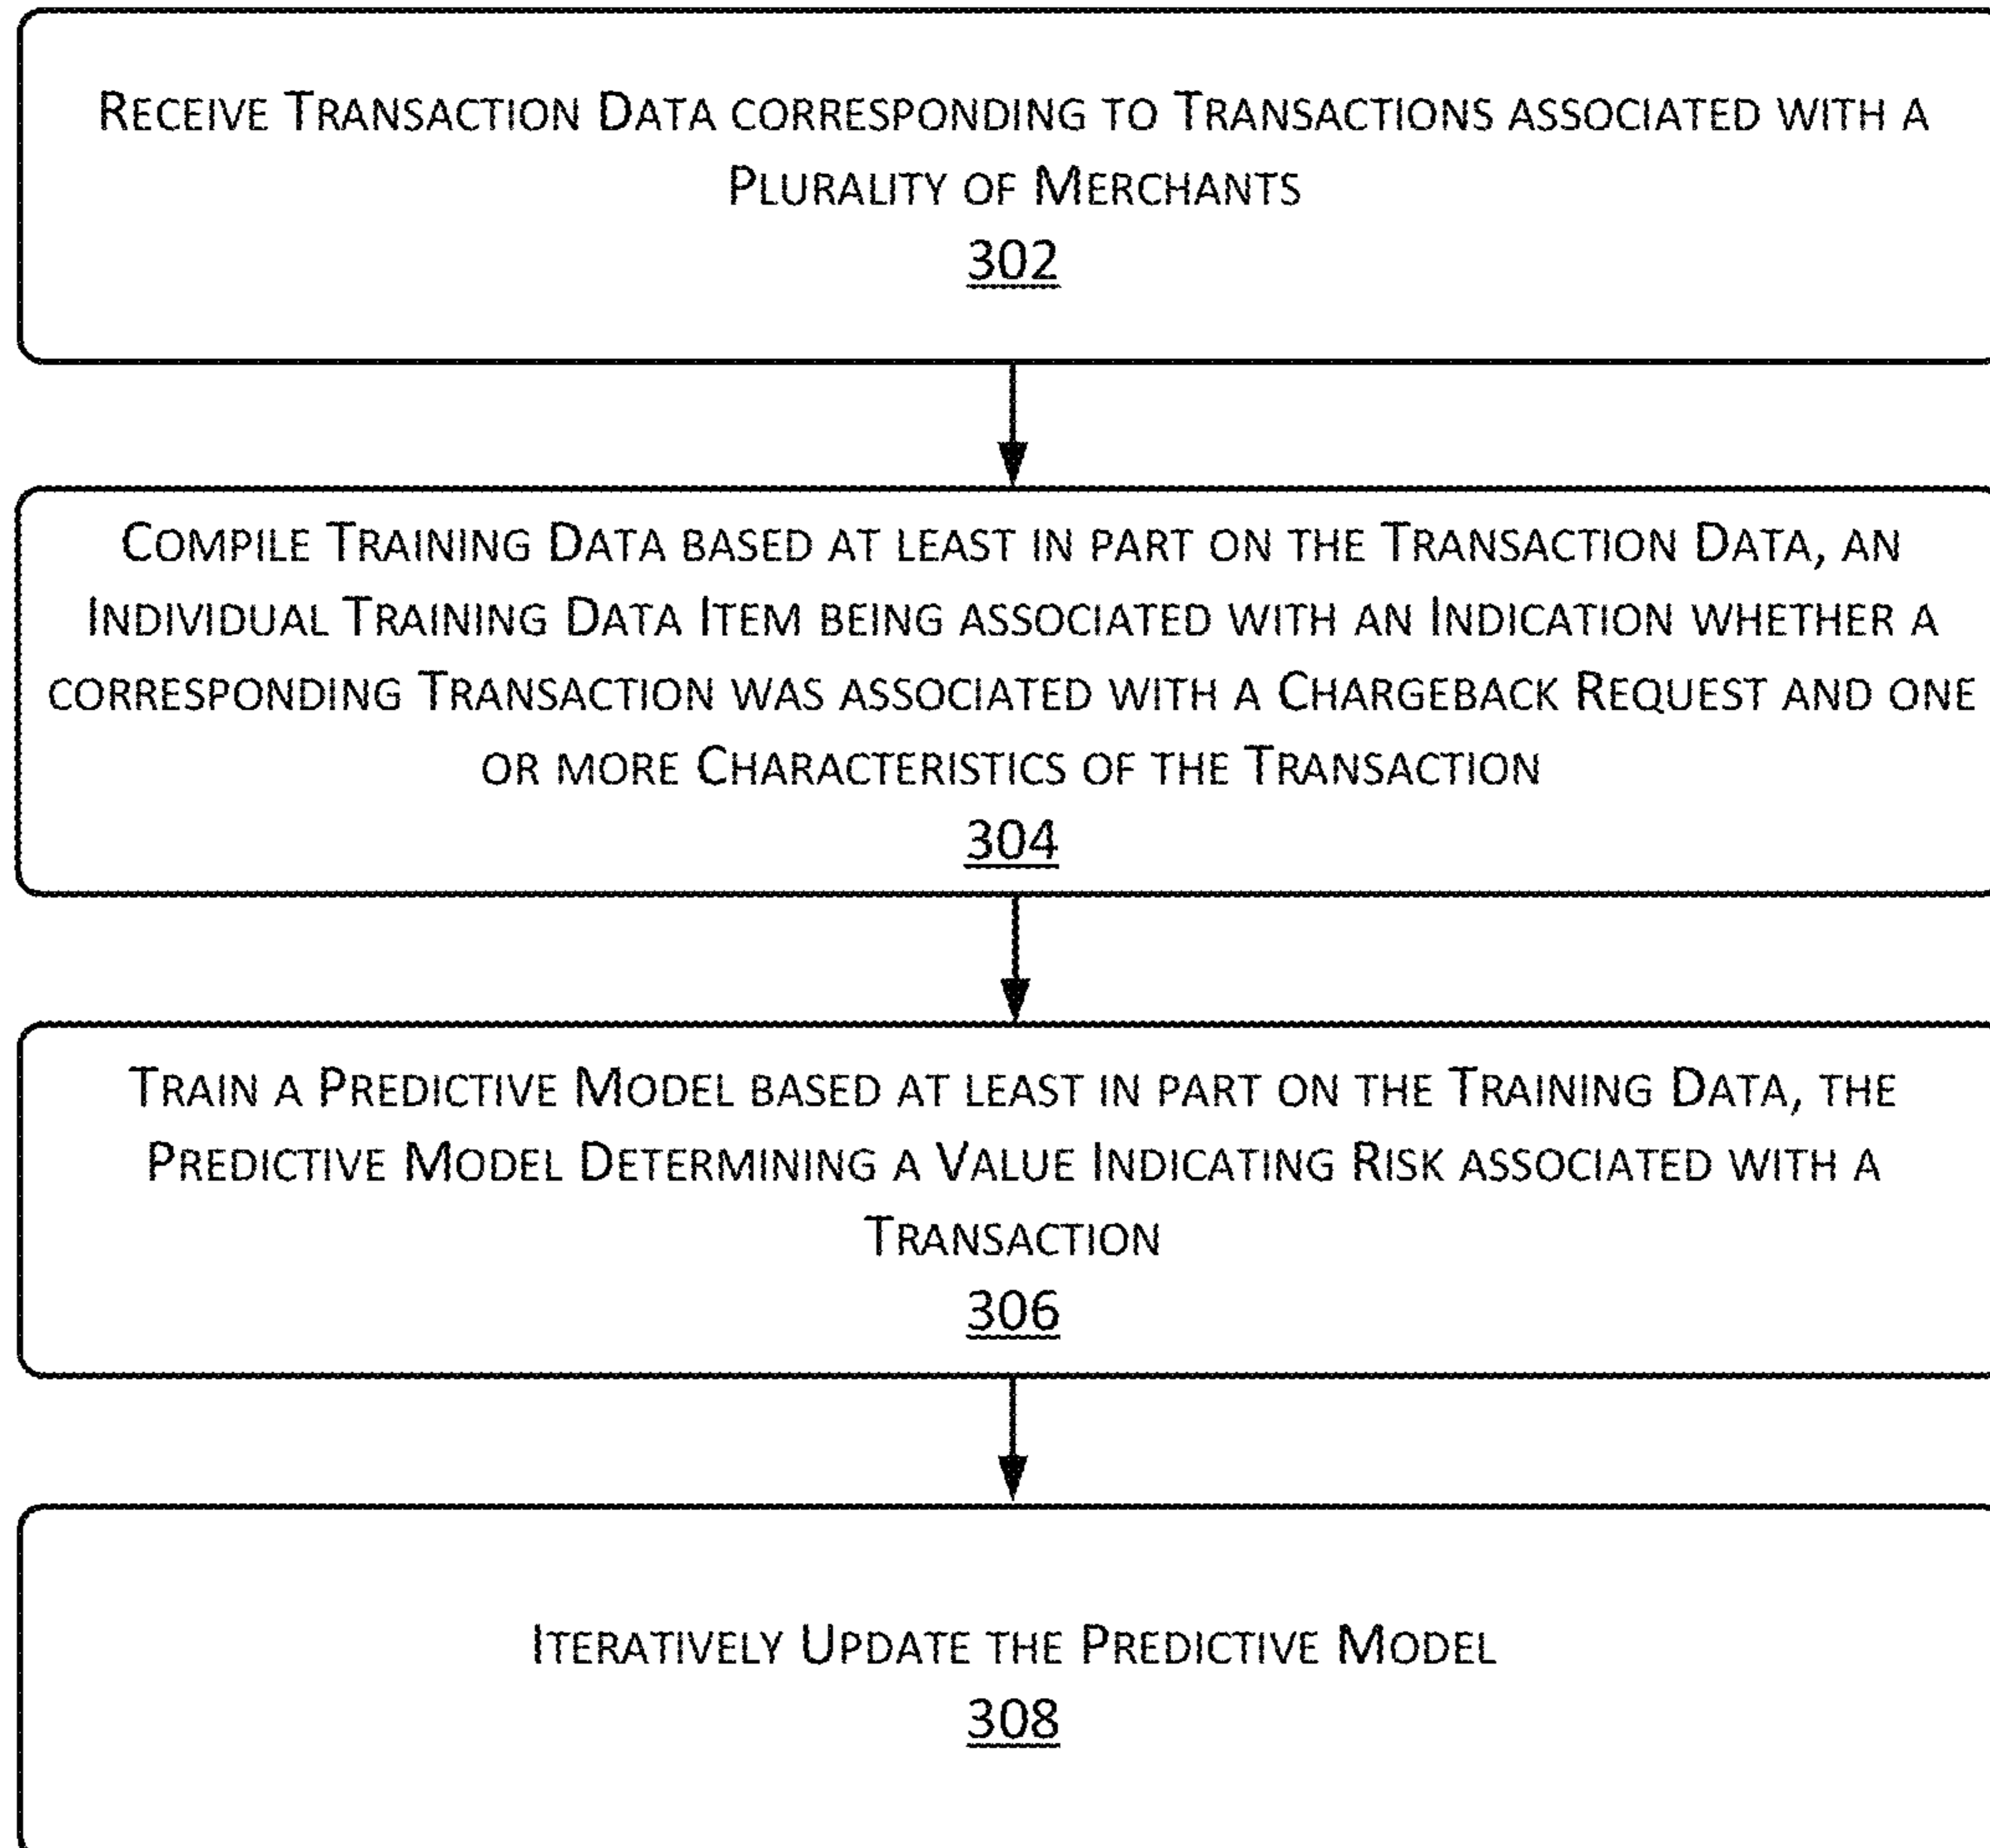 RECEIVE TRANSACTION DATA CORRESPONDING TO TRANSACTIONS ASSOCIATED WITH A
PLURALITY OF MERCHANTS
302
COMPILE TRAINING DATA BASED AT LEAST IN PART ON THE TRANSACTION DATA, AN
INDIVIDUAL TRAINING DATA ITEM BEING ASSOCIATED WITH AN INDICATION WHETHER A
CORRESPONDING TRANSACTION WAS ASSOCIATED WITH A CHARGEBACK REQUEST AND ONE
OR MORE CHARACTERISTICS OF THE TRANSACTION
304
TRAIN A PREDICTIVE MODEL BASED AT LEAST IN PART ON THE TRAINING DATA, THE
PREDICTIVE MODEL DETERMINING A VALUE INDICATING RISK ASSOCIATED WITH A
TRANSACTION
306
ITERATIVELY UPDATE THE PREDICTIVE MODEL
308